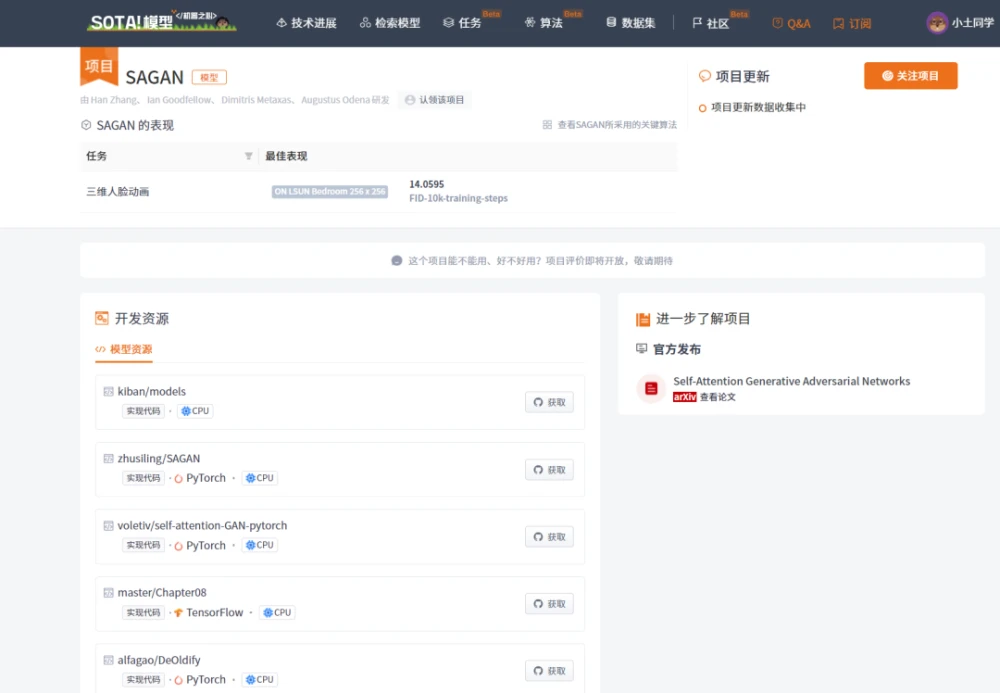 SOTA!模型 </机器之心>
技术进展 检索模型 任务 Beta 算法 Beta 数据集 社区 Beta Q&A 订阅 小土同学
项目 SAGAN 模型
由 Han Zhang、 Ian Goodfellow、 Dimitris Metaxas、 Augustus Odena 研发 认领该项目
SAGAN 的表现 查看SAGAN所采用的关键算法
任务 最佳表现
三维人脸动画 ON LSUN Bedroom 256 x 256 14.0595
FID-10k-training-steps
项目更新 关注项目
项目更新数据收集中
这个项目能不能用、好不好用？项目评价即将开放，敬请期待
开发资源
</> 模型资源
kiban/models
实现代码 · CPU
获取
zhusiling/SAGAN
实现代码 · PyTorch · CPU
获取
voletiv/self-attention-GAN-pytorch
实现代码 · PyTorch · CPU
获取
master/Chapter08
实现代码 · TensorFlow · CPU
获取
alfagao/DeOldify
实现代码 · PyTorch · CPU
获取
进一步了解项目
官方发布
Self-Attention Generative Adversarial Networks
arXiv 查看论文